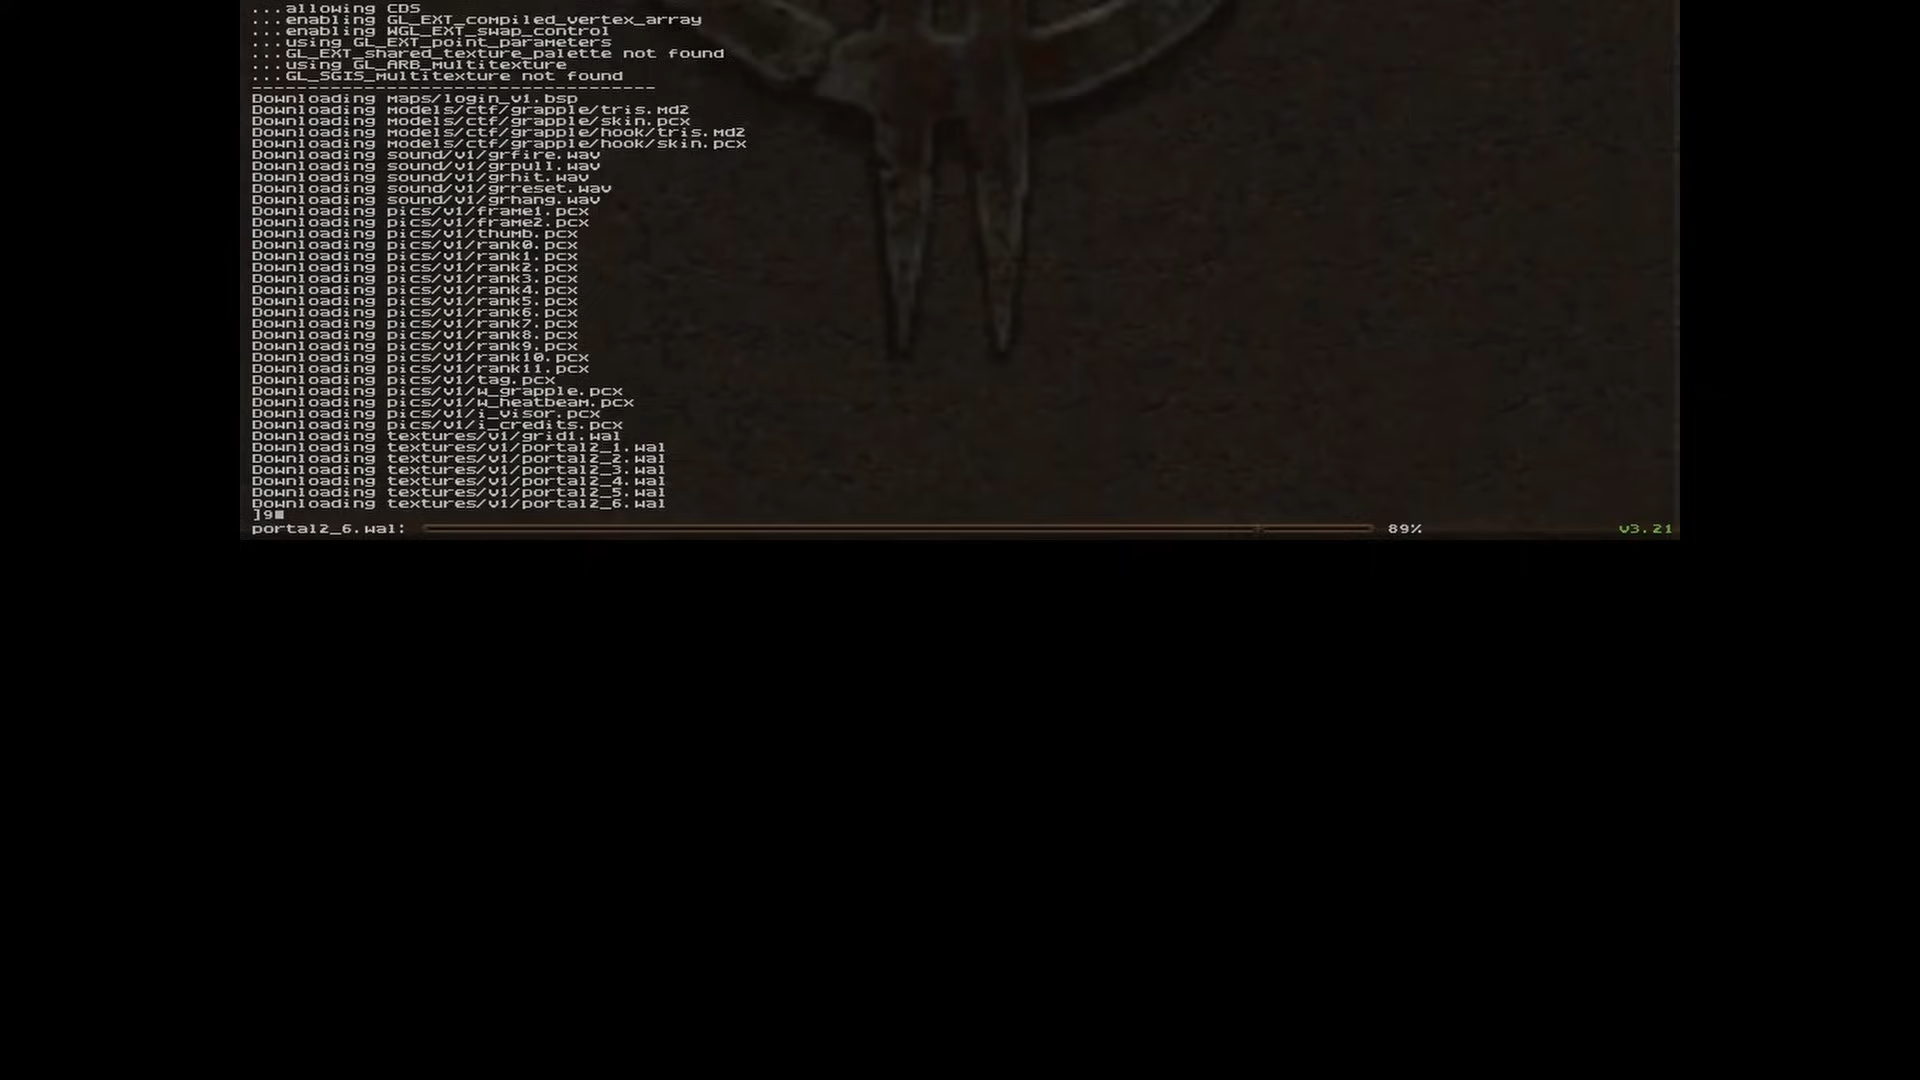 ...allowing CDS
...enabling GL_EXT_compiled_vertex_array
...enabling WGL_EXT_swap_control
...using GL_EXT_point_parameters
...GL_EXT_shared_texture_palette not found
...using GL_ARB_multitexture
...GL_SGIS_multitexture not found
------------------------------------
Downloading maps/login_v1.bsp
Downloading models/ctf/grapple/tris.md2
Downloading models/ctf/grapple/skin.pcx
Downloading models/ctf/grapple/hook/tris.md2
Downloading models/ctf/grapple/hook/skin.pcx
Downloading sound/v1/grfire.wav
Downloading sound/v1/grpull.wav
Downloading sound/v1/grhit.wav
Downloading sound/v1/grreset.wav
Downloading sound/v1/grhang.wav
Downloading pics/v1/frame1.pcx
Downloading pics/v1/frame2.pcx
Downloading pics/v1/thumb.pcx
Downloading pics/v1/rank0.pcx
Downloading pics/v1/rank1.pcx
Downloading pics/v1/rank2.pcx
Downloading pics/v1/rank3.pcx
Downloading pics/v1/rank4.pcx
Downloading pics/v1/rank5.pcx
Downloading pics/v1/rank6.pcx
Downloading pics/v1/rank7.pcx
Downloading pics/v1/rank8.pcx
Downloading pics/v1/rank9.pcx
Downloading pics/v1/rank10.pcx
Downloading pics/v1/rank11.pcx
Downloading pics/v1/tag.pcx
Downloading pics/v1/w_grapple.pcx
Downloading pics/v1/w_heatbeam.pcx
Downloading pics/v1/i_visor.pcx
Downloading pics/v1/i_credits.pcx
Downloading textures/v1/grid1.wal
Downloading textures/v1/portal2_1.wal
Downloading textures/v1/portal2_2.wal
Downloading textures/v1/portal2_3.wal
Downloading textures/v1/portal2_4.wal
Downloading textures/v1/portal2_5.wal
Downloading textures/v1/portal2_6.wal
]9
portal2_6.wal: 89% v3.21